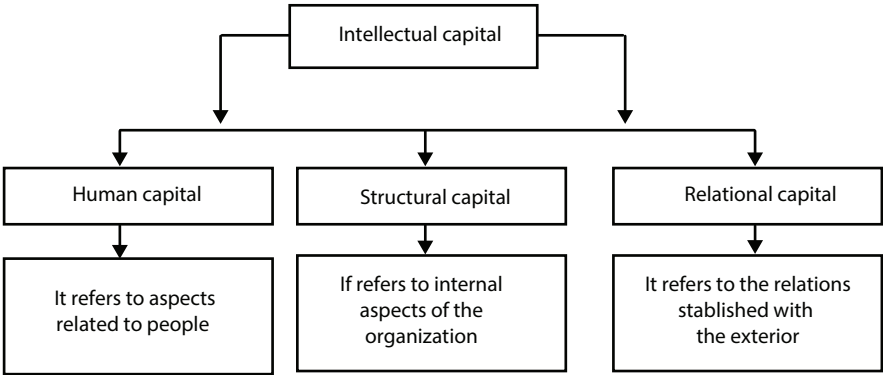 Intellectual capital
Human capital
Structural capital
Relational capital
It refers to aspects
related to people
If refers to internal
aspects of the
organization
It refers to the relations
stablished with
the exterior